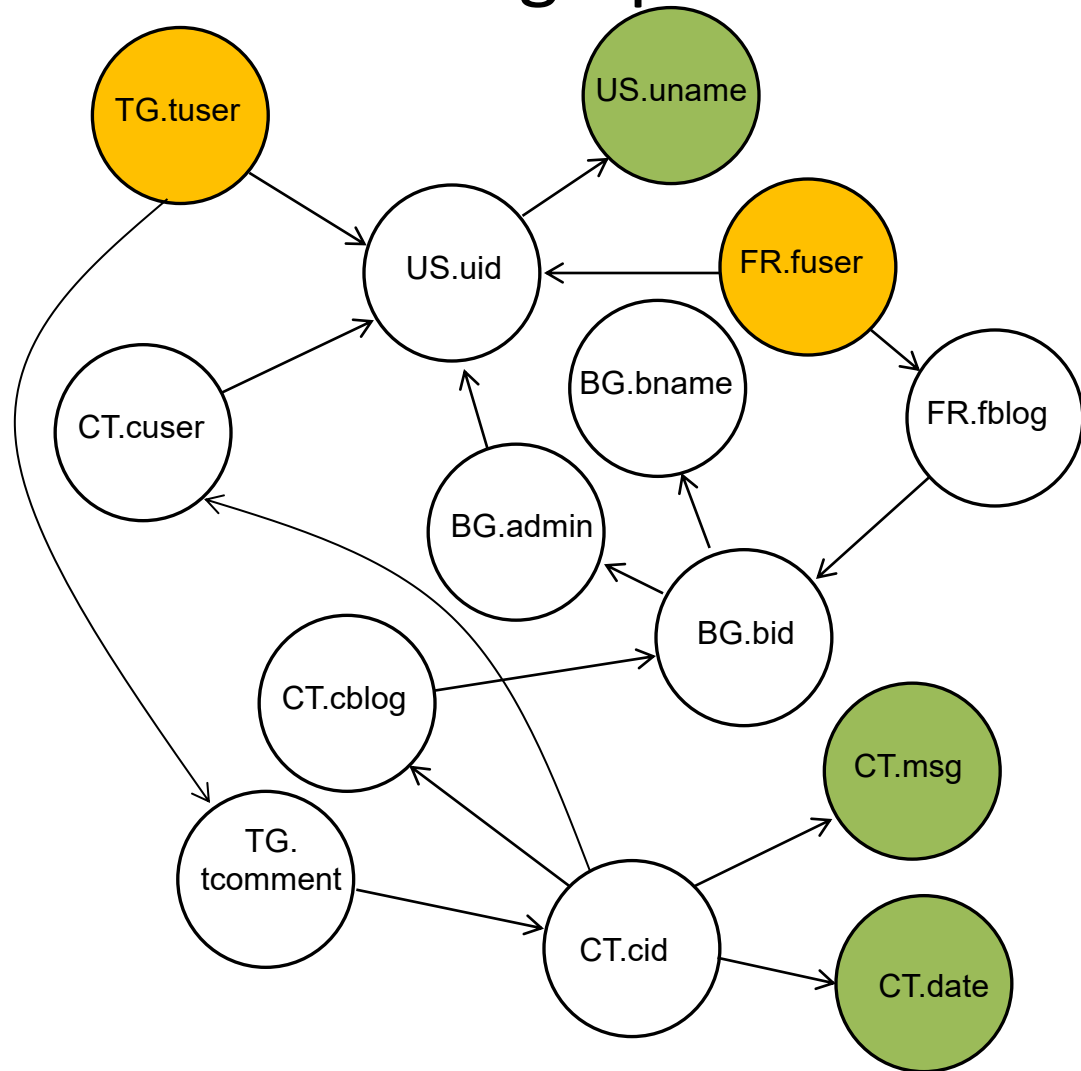 TG.tuser
US.uname
US.uid
FR.fuser
BG.bname
CT.cuser
FR.fblog
BG.admin
BG.bid
CT.cblog
CT.msg
TG.
tcomment
CT.cid
CT.date